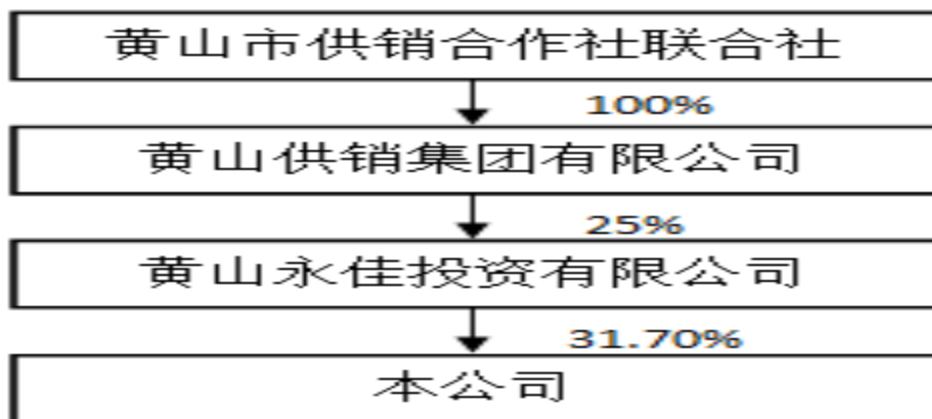 黄山市供销合作社联合社
100%
黄山供销集团有限公司
25%
黄山永佳投资有限公司
31.70%
本公司